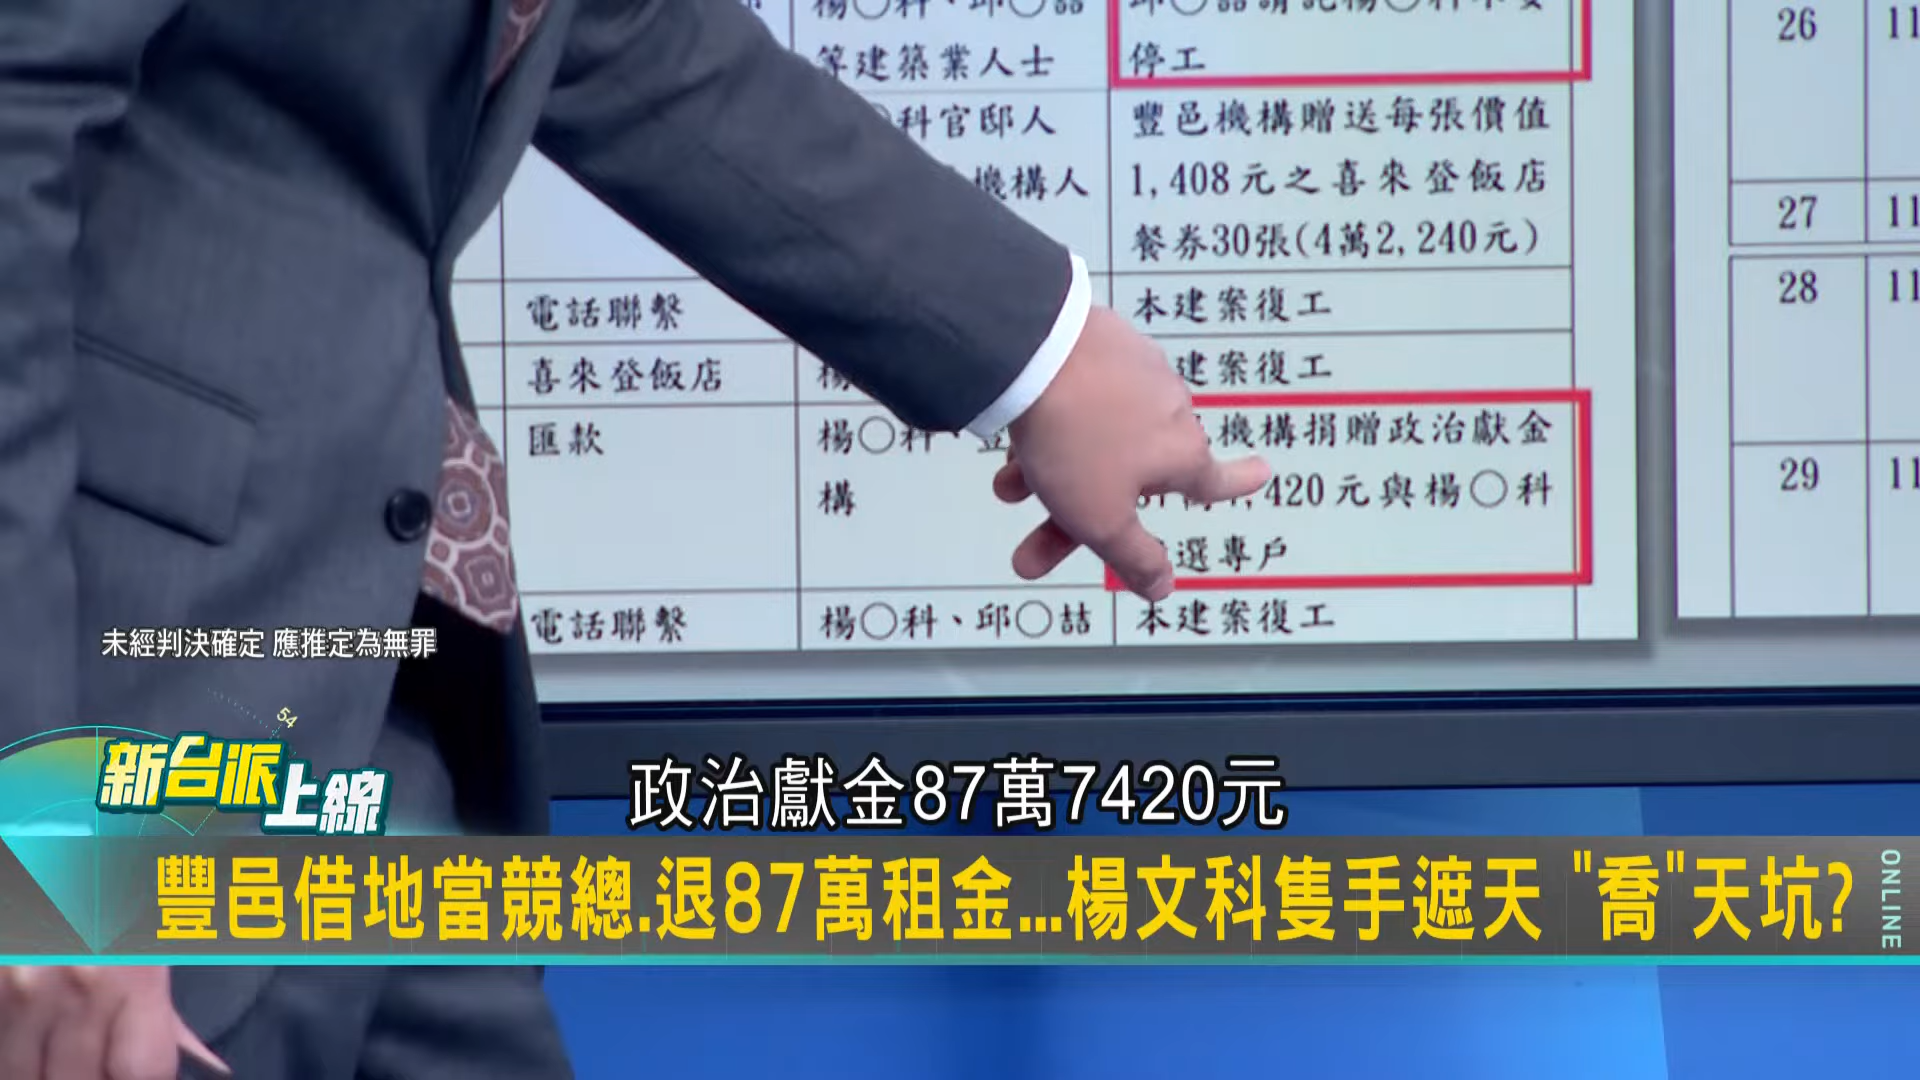 楊○科、邱○喆
等建築業人士
停工
26
科官邸人
機構人
豐邑機構贈送每張價值
1,408元之喜來登飯店
餐券30張(4萬2,240元)
27
電話聯繫
本建案復工
28
喜來登飯店
建案復工
匯款
楊○科、豐
構
機構捐贈政治獻金
,420元與楊○科
選專戶
29
電話聯繫
楊○科、邱○喆
本建案復工
未經判決確定 應推定為無罪
54
新台派上線
政治獻金87萬7420元
豐邑借地當競總.退87萬租金...楊文科隻手遮天 "喬"天坑?
ONLINE